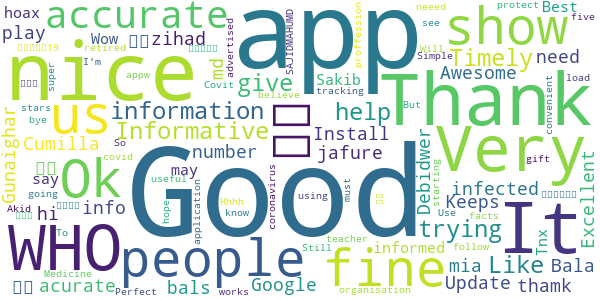 hoax accurate app show five
play Wow zihad advertised SAJIDMAHUMD neeed see protect Best
retired proffession Will
nice I'm md super appw Timely need
us give Sakib Simple Awesome
stars Covit tracking But load
Gunaighar bye information believe help Thank convenient
Cumilla Informative Install Very
So covid number jafure Debidwer infected
Ok say going may Keeps starting gift Excellent
hi info useful application Hhhh know coronavirus using must trying informed Tnx Use facts
WHO Akid To hope Good teacher mia Like Bala It
acurate people Still fine Update follow
Medicine bals Google thamk
Perfect works organisation